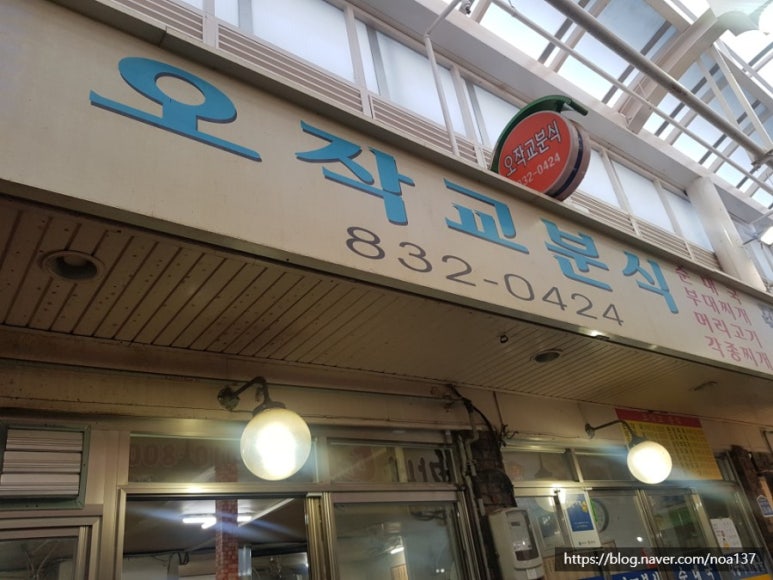 오작교분식
832-0424
오작교분식
832-0424
순대국
부대찌개
머리고기
각종찌개
https://blog.naver.com/noa137